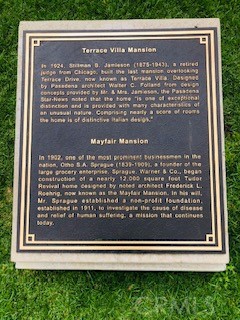 Terrace Villa Mansion
In 1924, Stillman B. Jamieson (1875-1943), a retired
judge from Chicago, built the last mansion overlooking
Terrace Drive, now known as Terrace Villa. Designed
by Pasadena architect Walter C. Folland from design
concepts provided by Mr. & Mrs. Jamieson, the Pasadena
Star-News noted that the home "is one of exceptional
distinction and is provided with many characteristics of
an unusual nature. Comprising nearly a score of rooms
the home is of distinctive Italian design."
Mayfair Mansion
In 1902, one of the most prominent businessmen in the
nation, Otho S.A. Sprague (1839-1909), a founder of the
large grocery enterprise, Sprague, Warner & Co., began
construction of a nearly 12,000 square foot Tudor
Revival home designed by noted architect Frederick L.
Roehrig, now known as the Mayfair Mansion. In his will,
Mr. Sprague established a non-profit foundation,
established in 1911, to investigate the cause of disease
and relief of human suffering, a mission that continues
today.